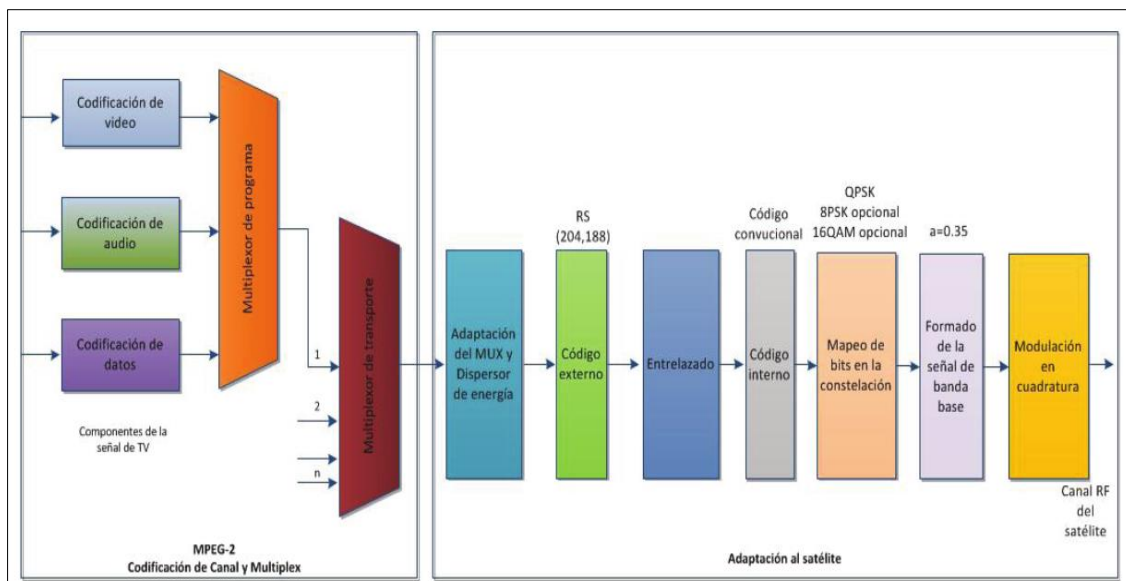 Codificación de
video
Codificación de
audio
Codificación de
datos
Componentes de la
señal de TV
Multiplexor de programa
1
2
n
Multiplexor de transporte
MPEG-2
Codificación de Canal y Multiplex
Adaptación
del MUX y
Dispersor
de energía
RS
(204,188)
Código
externo
Entrelazado
Código
convucional
Código
interno
QPSK
8PSK opcional
16QAM opcional
Mapeo de
bits en la
constelación
a=0.35
Formado
de la
señal de
banda
base
Modulación
en
cuadratura
Canal RF
del
satélite
Adaptación al satélite